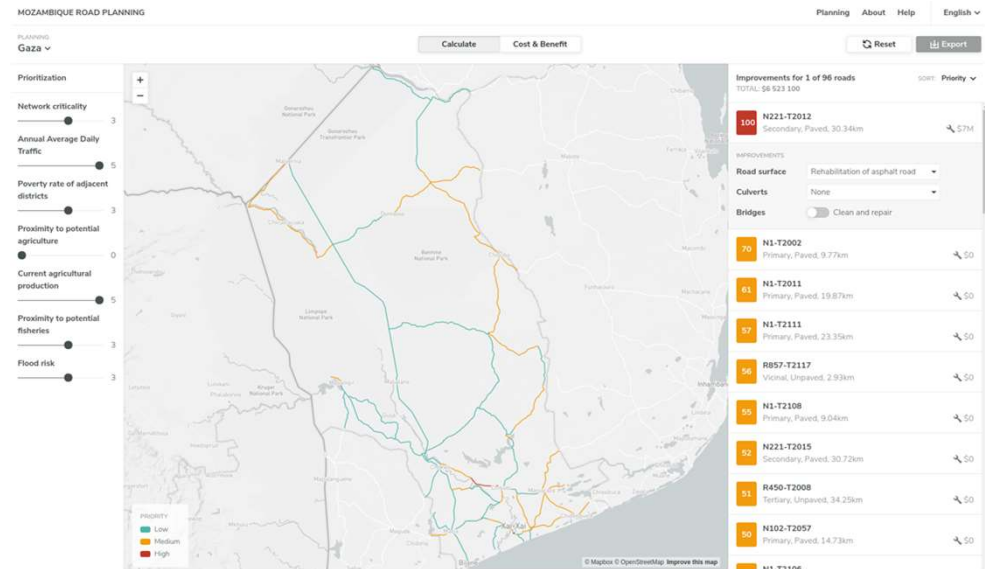 MOZAMBIQUE ROAD PLANNING
Planning About Help English
PLANNING
Gaza
Calculate Cost & Benefit
Reset Export
Prioritization
Network criticality
3
Annual Average Daily
Traffic
5
Poverty rate of adjacent
districts
3
Proximity to potential
agriculture
0
Current agricultural
production
5
Proximity to potential
fisheries
3
Flood risk
3
+
−
Banhine
National Park
Limpopo
National Park
Kruger
National Park
Xai-Xai
Inhambane
PRIORITY
Low
Medium
High
© Mapbox © OpenStreetMap Improve this map
Improvements for 1 of 96 roads
SORT: Priority
TOTAL: $6 523 100
100
N221-T2012
Secondary, Paved, 30.34km
$7M
IMPROVEMENTS
Road surface Rehabilitation of asphalt road
Culverts None
Bridges Clean and repair
70
N1-T2002
Primary, Paved, 9.77km
$0
61
N1-T2011
Primary, Paved, 19.87km
$0
57
N1-T2111
Primary, Paved, 23.35km
$0
56
R857-T2117
Vicinal, Unpaved, 2.93km
$0
55
N1-T2108
Primary, Paved, 9.04km
$0
52
N221-T2015
Secondary, Paved, 30.72km
$0
51
R450-T2008
Tertiary, Unpaved, 34.25km
$0
50
N102-T2057
Primary, Paved, 14.73km
$0